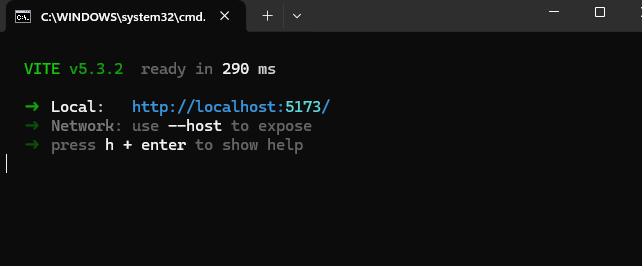 C:\WINDOWS\system32\cmd.
VITE v5.3.2 ready in 290 ms
➜ Local: http://localhost:5173/
➜ Network: use --host to expose
➜ press h + enter to show help